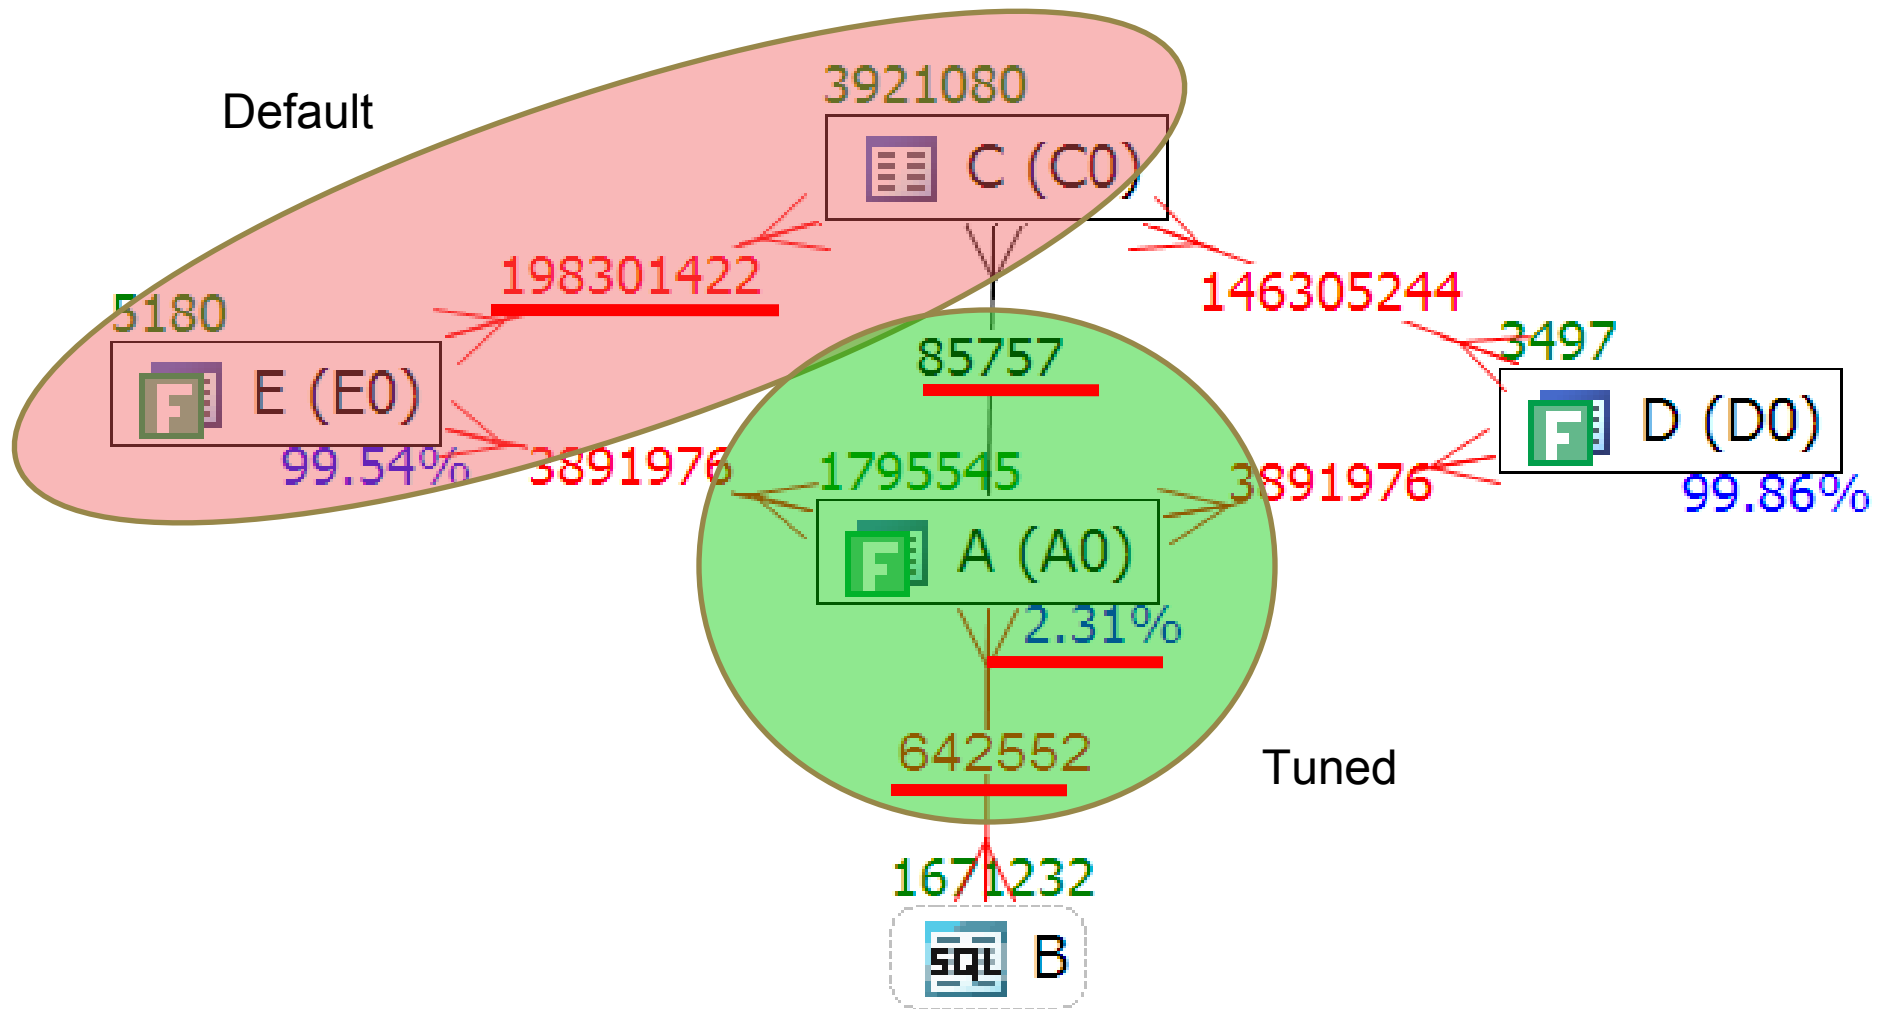 Default
3921080
C (C0)
198301422
146305244
5180
E (E0)
99.54%
85757
3497
D (D0)
99.86%
3891976
1795545
3891976
A (A0)
2.31%
642552
Tuned
1671232
SQL
B
F
F
F